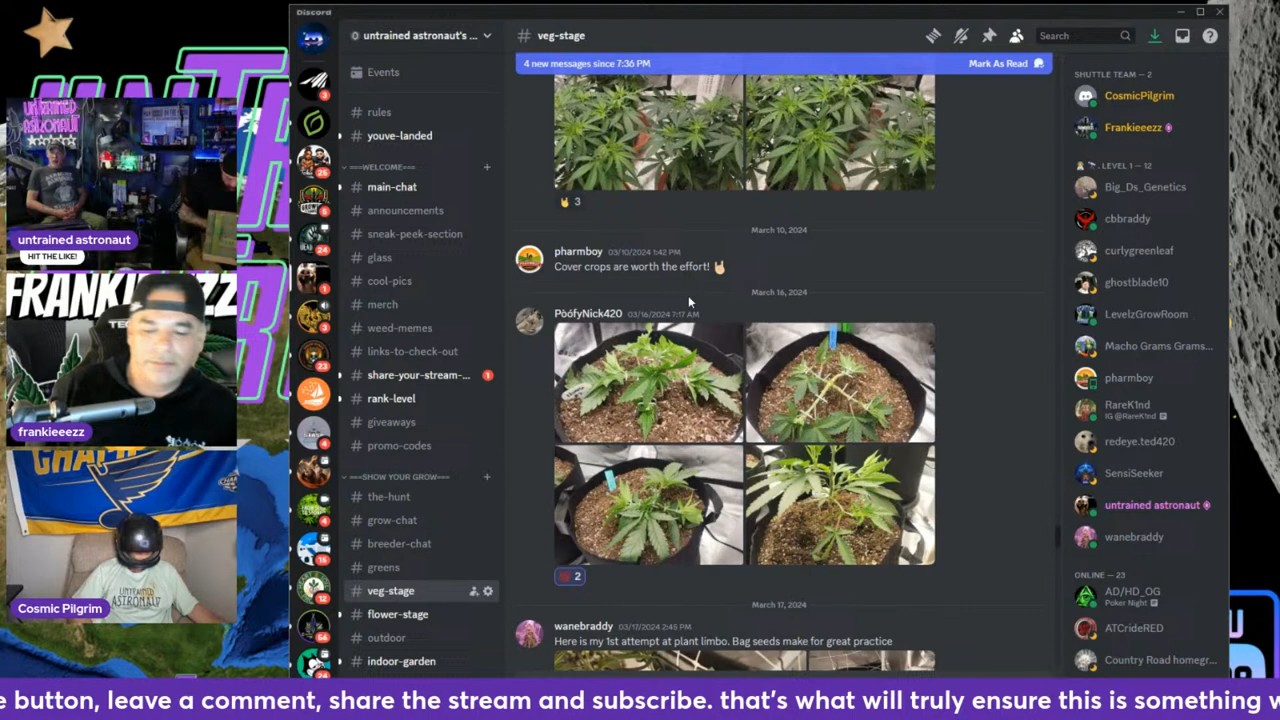 Discord
untrained astronaut's ...
# veg-stage
Search
4 new messages since 7:36 PM
Mark As Read
Events
# rules
# youve-landed
===WELCOME===
# main-chat
# announcements
# sneak-peek-section
# glass
# cool-pics
# merch
# weed-memes
# links-to-check-out
# share-your-stream-... 1
# rank-level
# giveaways
# promo-codes
===SHOW YOUR GROW===
# the-hunt
# grow-chat
# breeder-chat
# greens
# veg-stage
# flower-stage
# outdoor
# indoor-garden
3
March 10, 2024
pharmboy 03/10/2024 1:42 PM
Cover crops are worth the effort!
March 16, 2024
PòófyNick420 03/16/2024 7:17 AM
2
March 17, 2024
wanebraddy 03/17/2024 2:45 PM
Here is my 1st attempt at plant limbo. Bag seeds make for great practice
SHUTTLE TEAM — 2
CosmicPilgrim
Frankieeezz
LEVEL 1 — 12
Big_Ds_Genetics
cbbraddy
curlygreenleaf
ghostblade10
LevelzGrowRoom
Macho Grams Grams...
pharmboy
RareK1nd
IG @RareK1nd
redeye.ted420
SensiSeeker
untrained astronaut
wanebraddy
ONLINE — 23
AD/HD_OG
Poker Night
ATCrideRED
Country Road homegr...
untrained astronaut
HIT THE LIKE!
FRANKIEEEZZ
frankieeezz
Cosmic Pilgrim
UNTRAINED
ASTRONAUT
e button, leave a comment, share the stream and subscribe. that's what will truly ensure this is something v